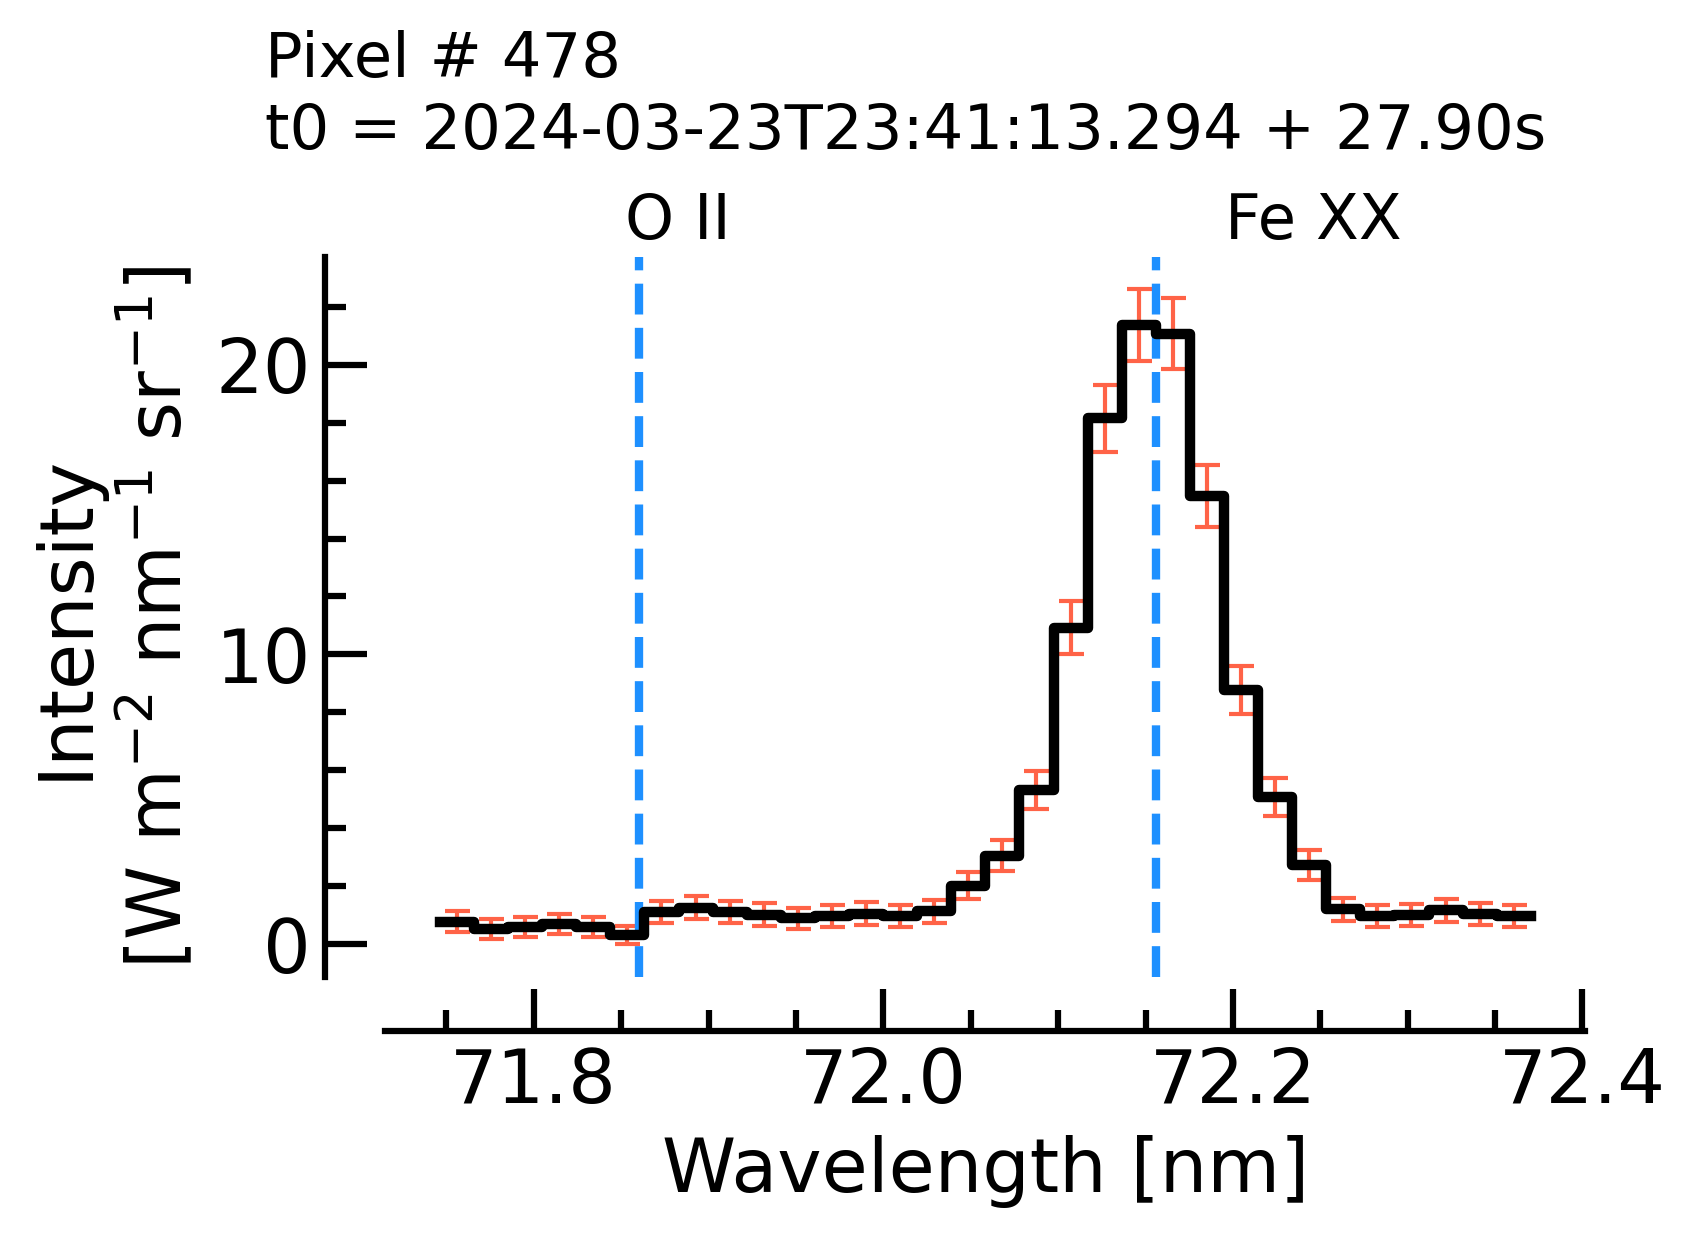 Pixel # 478
t0 = 2024-03-23T23:41:13.294 + 27.90s
O II
Fe XX
Intensity
[W m⁻² nm⁻¹ sr⁻¹]
20
10
0
71.8
72.0
72.2
72.4
Wavelength [nm]